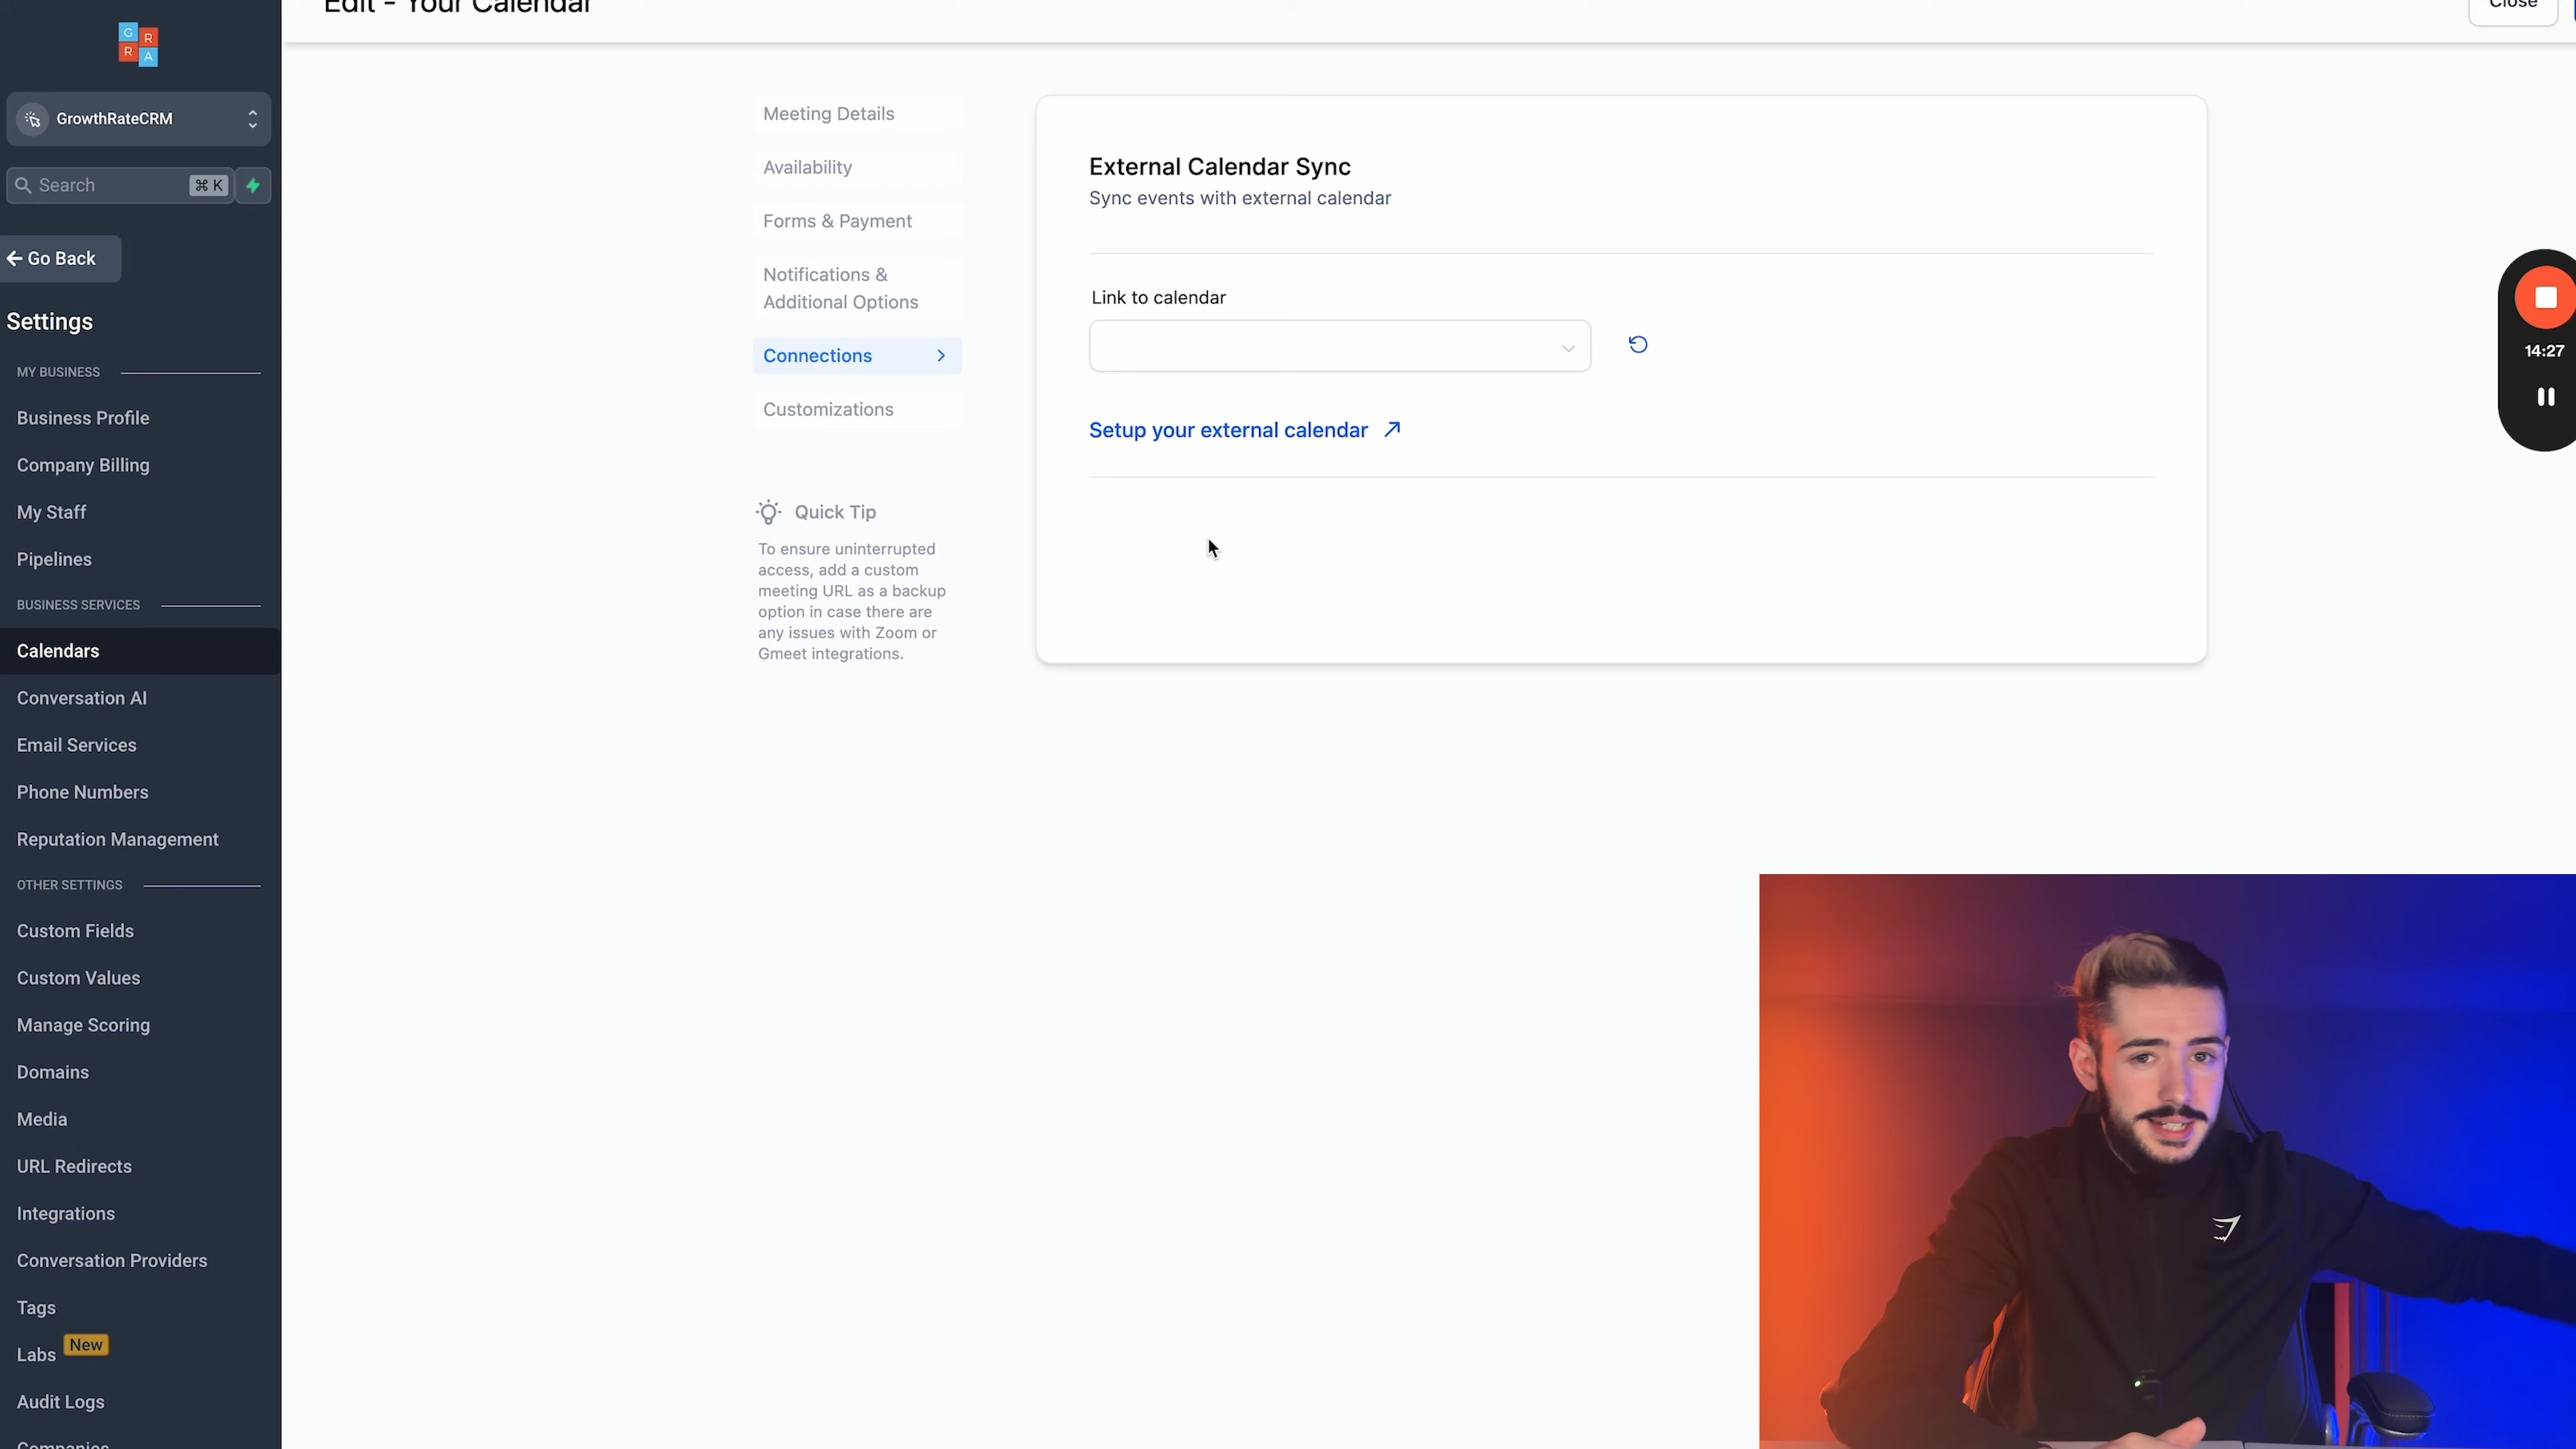 Edit - Your Calendar
Close
G
R
R
A
GrowthRateCRM
Search
⌘ K
Go Back
Settings
MY BUSINESS
Business Profile
Company Billing
My Staff
Pipelines
BUSINESS SERVICES
Calendars
Conversation AI
Email Services
Phone Numbers
Reputation Management
OTHER SETTINGS
Custom Fields
Custom Values
Manage Scoring
Domains
Media
URL Redirects
Integrations
Conversation Providers
Tags
Labs New
Audit Logs
Companies
Meeting Details
Availability
Forms & Payment
Notifications &
Additional Options
Connections
Customizations
Quick Tip
To ensure uninterrupted
access, add a custom
meeting URL as a backup
option in case there are
any issues with Zoom or
Gmeet integrations.
External Calendar Sync
Sync events with external calendar
Link to calendar
Setup your external calendar
14:27